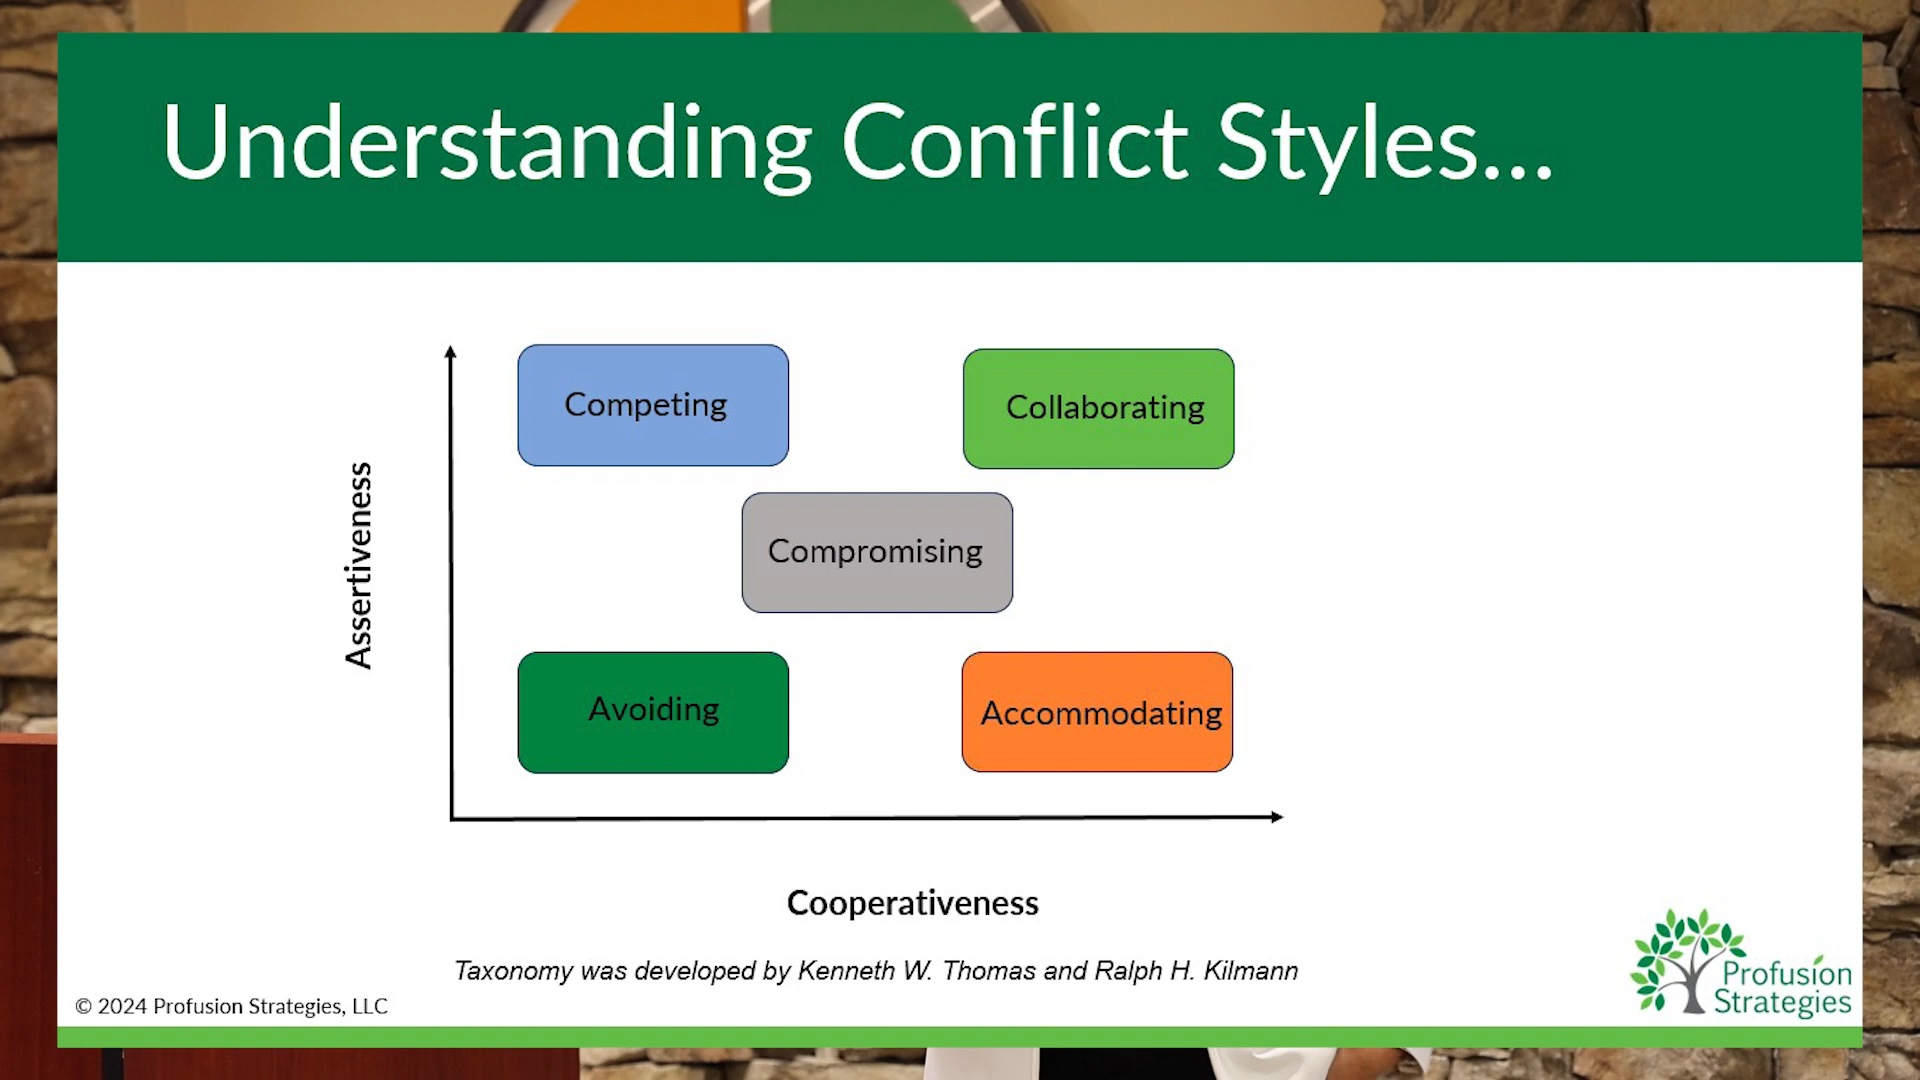 Understanding Conflict Styles...
Competing
Collaborating
Compromising
Assertiveness
Avoiding
Accommodating
Cooperativeness
Taxonomy was developed by Kenneth W. Thomas and Ralph H. Kilmann
© 2024 Profusion Strategies, LLC
Profusion
Strategies